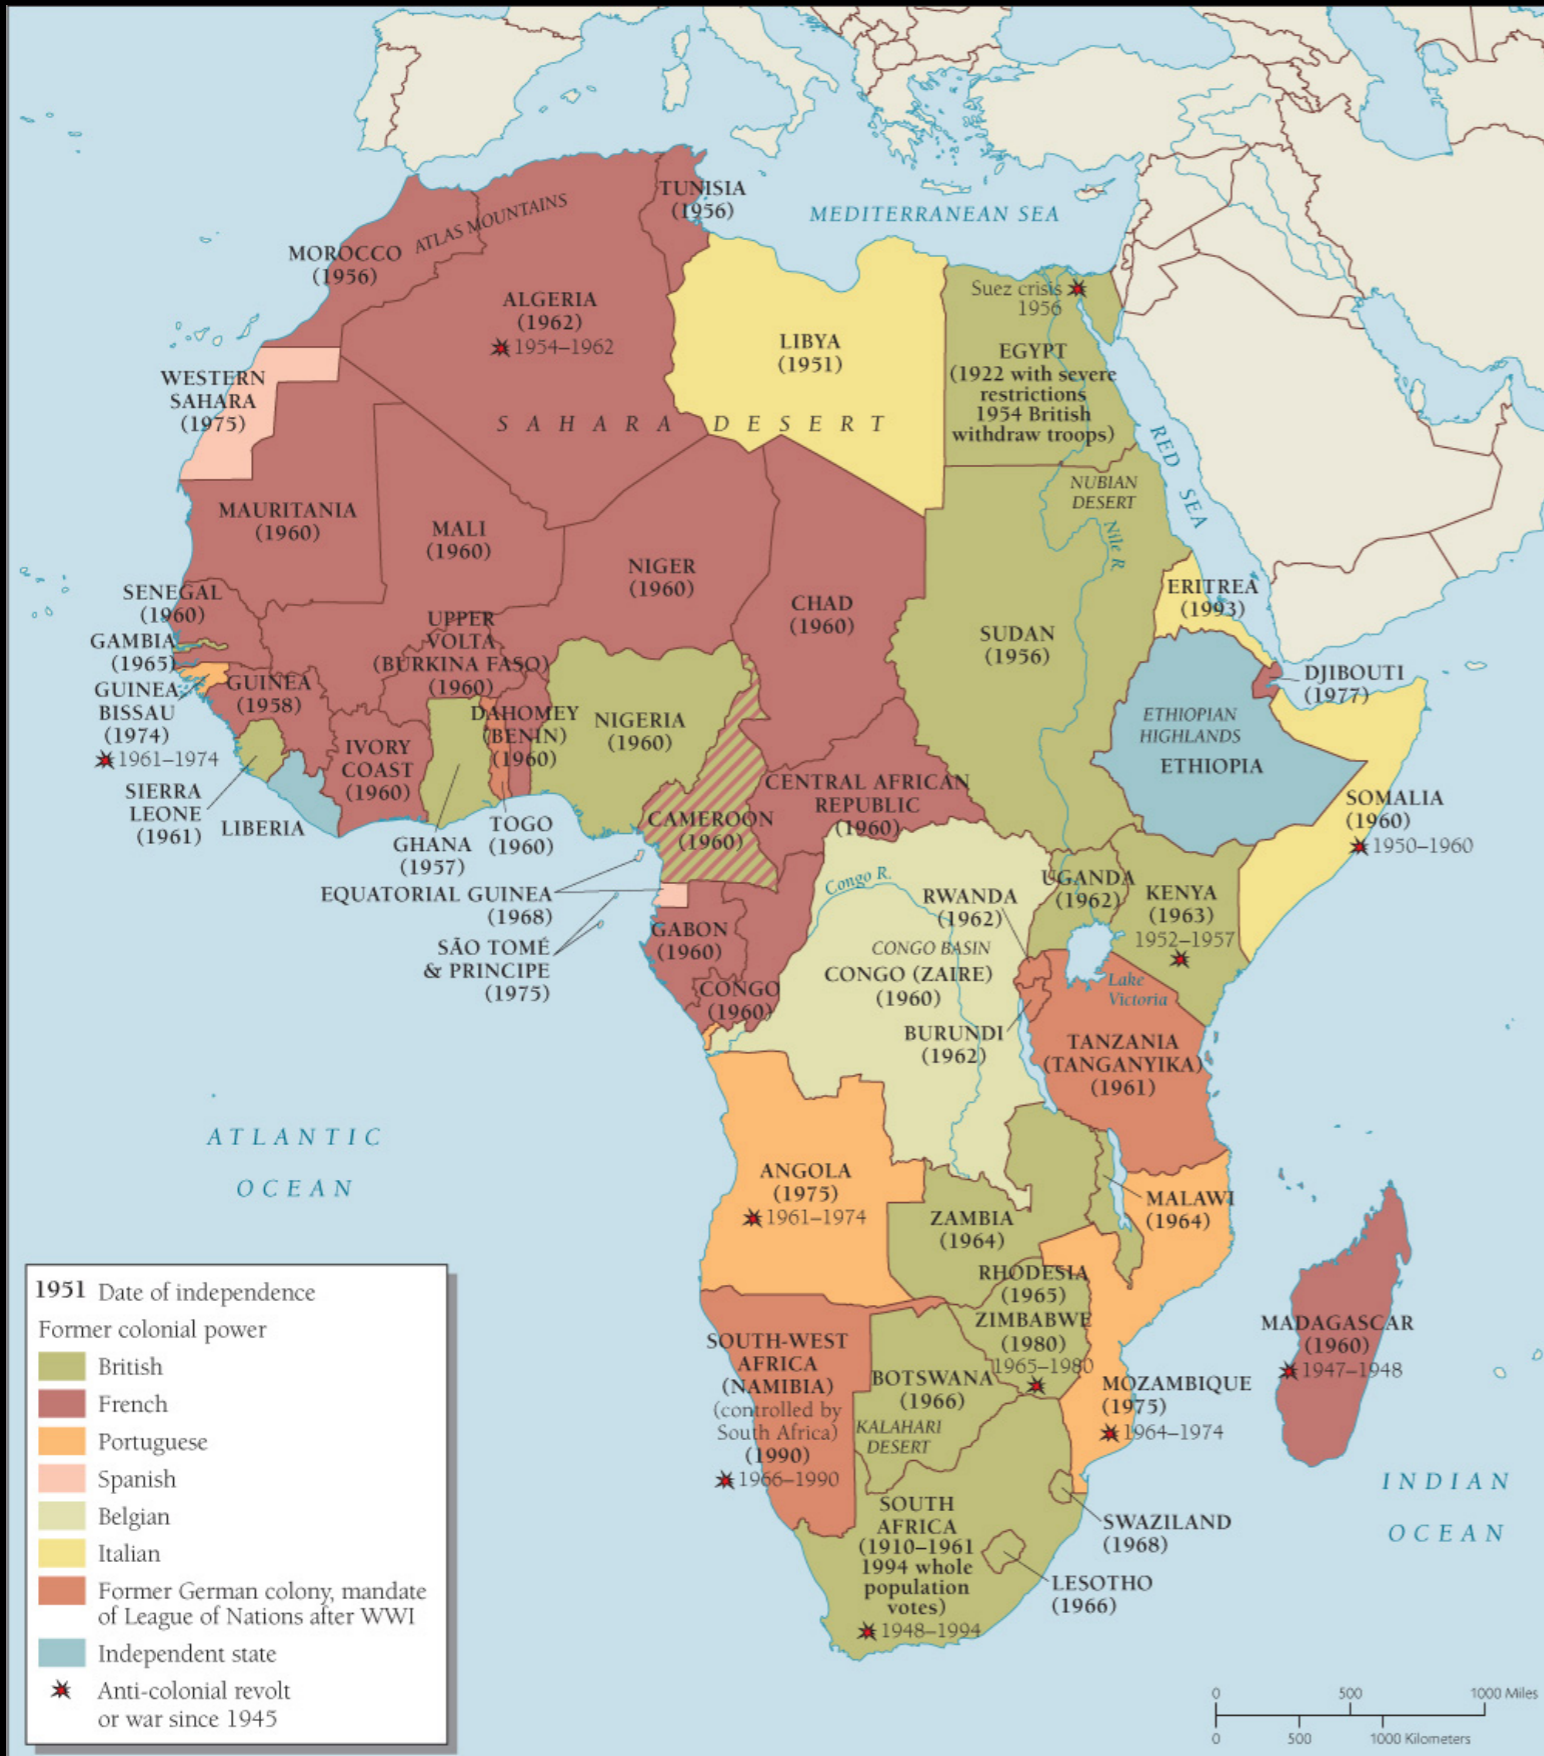 MEDITERRANEAN SEA
TUNISIA
(1956)
ATLAS MOUNTAINS
MOROCCO
(1956)
ALGERIA
(1962)
1954–1962
LIBYA
(1951)
Suez crisis
1956
EGYPT
(1922 with severe
restrictions
1954 British
withdraw troops)
WESTERN
SAHARA
(1975)
SAHARA DESERT
RED SEA
NUBIAN
DESERT
Nile R.
MAURITANIA
(1960)
MALI
(1960)
NIGER
(1960)
CHAD
(1960)
SUDAN
(1956)
ERITREA
(1993)
SENEGAL
(1960)
GAMBIA
(1965)
GUINEA
BISSAU
(1974)
1961–1974
GUINEA
(1958)
UPPER
VOLTA
(BURKINA FASO)
(1960)
DAHOMEY
(BENIN)
(1960)
NIGERIA
(1960)
DJIBOUTI
(1977)
ETHIOPIAN
HIGHLANDS
ETHIOPIA
IVORY
COAST
(1960)
SIERRA
LEONE
(1961)
LIBERIA
GHANA
(1957)
TOGO
(1960)
CAMEROON
(1960)
CENTRAL AFRICAN
REPUBLIC
(1960)
SOMALIA
(1960)
1950–1960
EQUATORIAL GUINEA
(1968)
SÃO TOMÉ
& PRINCIPE
(1975)
GABON
(1960)
CONGO
(1960)
Congo R.
CONGO BASIN
CONGO (ZAIRE)
(1960)
RWANDA
(1962)
UGANDA
(1962)
KENYA
(1963)
1952–1957
Lake
Victoria
BURUNDI
(1962)
TANZANIA
(TANGANYIKA)
(1961)
ATLANTIC
OCEAN
ANGOLA
(1975)
1961–1974
ZAMBIA
(1964)
MALAWI
(1964)
RHODESIA
(1965)
ZIMBABWE
(1980)
1965–1980
SOUTH-WEST
AFRICA
(NAMIBIA)
(controlled by
South Africa)
(1990)
1966–1990
BOTSWANA
(1966)
KALAHARI
DESERT
MOZAMBIQUE
(1975)
1964–1974
MADAGASCAR
(1960)
1947–1948
INDIAN
OCEAN
SOUTH
AFRICA
(1910–1961
1994 whole
population
votes)
1948–1994
SWAZILAND
(1968)
LESOTHO
(1966)
1951 Date of independence
Former colonial power
British
French
Portuguese
Spanish
Belgian
Italian
Former German colony, mandate
of League of Nations after WWI
Independent state
Anti-colonial revolt
or war since 1945
0 500 1000 Miles
0 500 1000 Kilometers